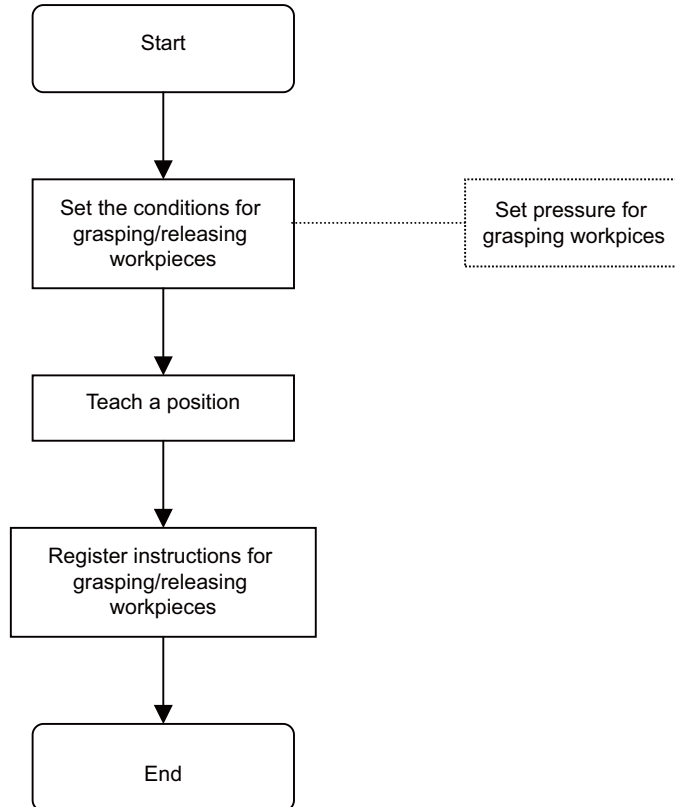 Start
Set the conditions for
grasping/releasing
workpieces
Set pressure for
grasping workpices
Teach a position
Register instructions for
grasping/releasing
workpieces
End